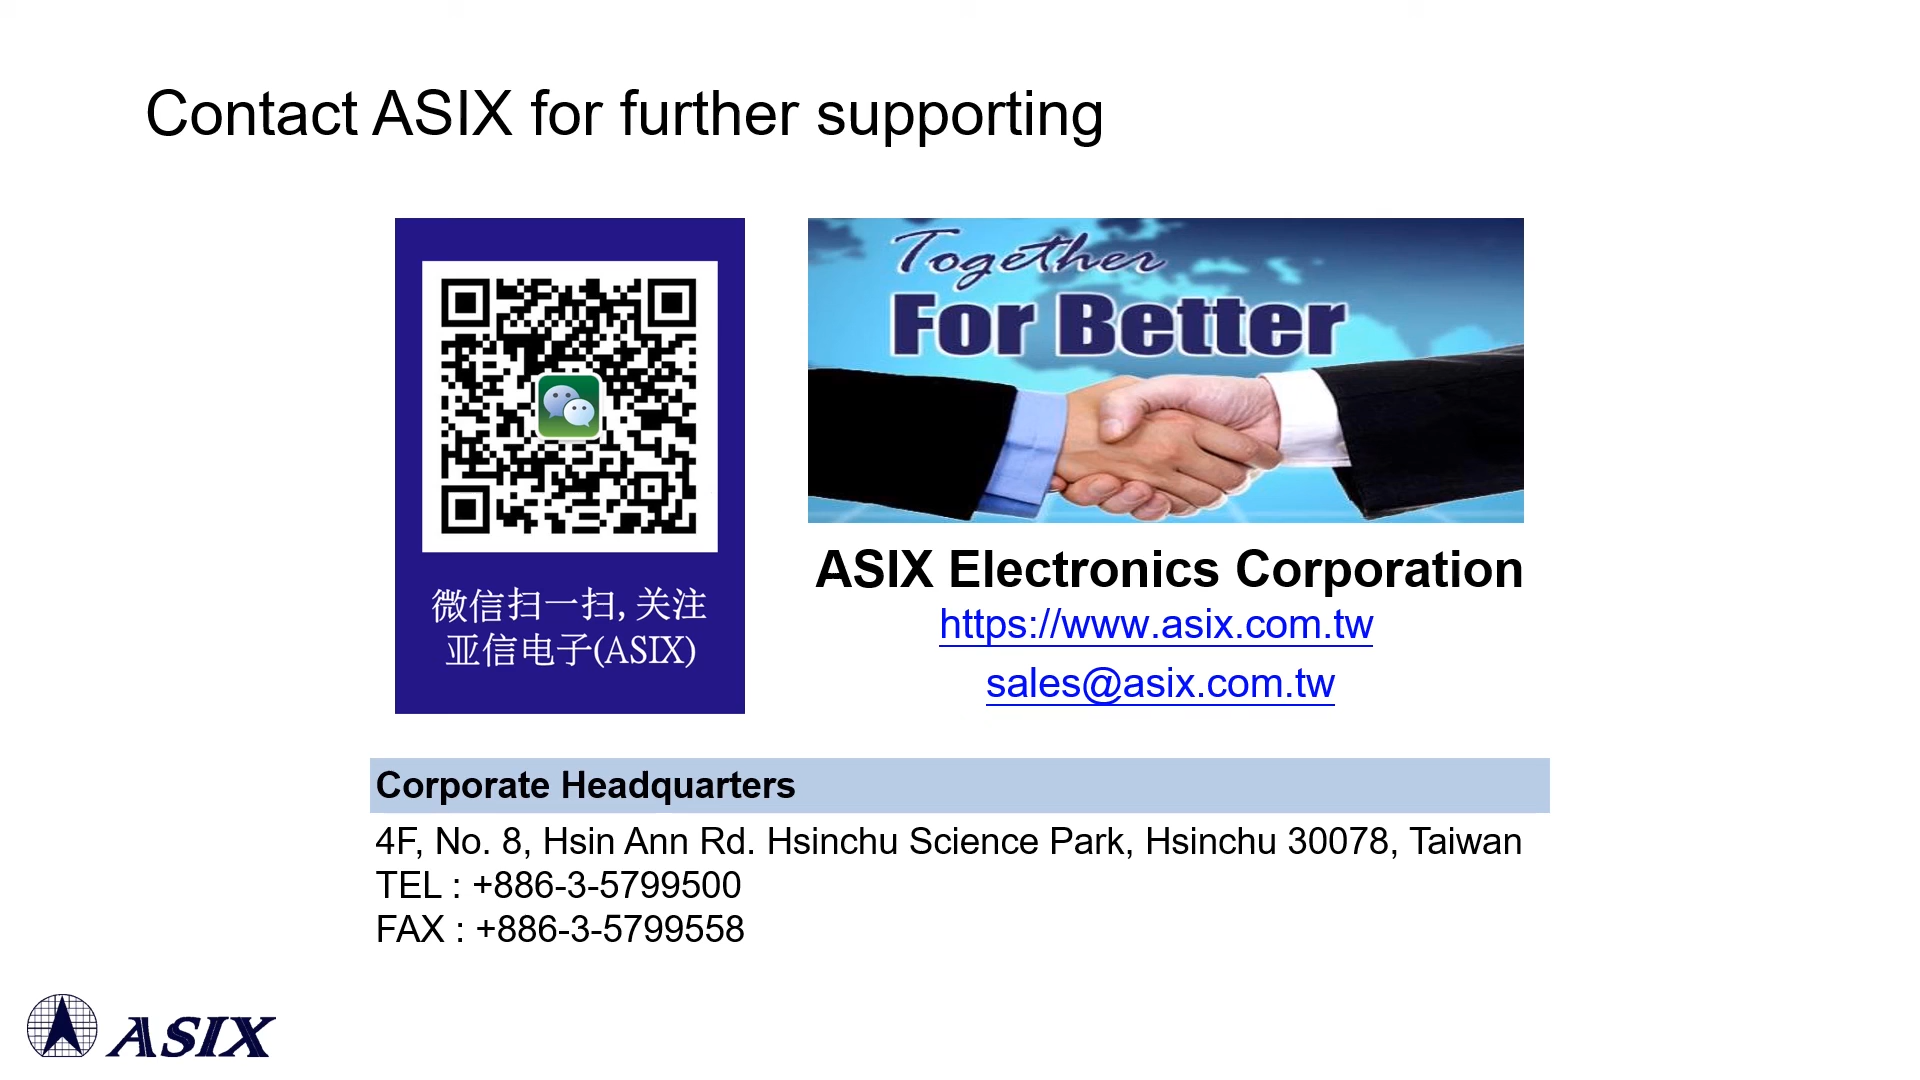 Contact ASIX for further supporting
微信扫一扫, 关注
亚信电子(ASIX)
Together
For Better
ASIX Electronics Corporation
https://www.asix.com.tw
sales@asix.com.tw
Corporate Headquarters
4F, No. 8, Hsin Ann Rd. Hsinchu Science Park, Hsinchu 30078, Taiwan
TEL : +886-3-5799500
FAX : +886-3-5799558
ASIX